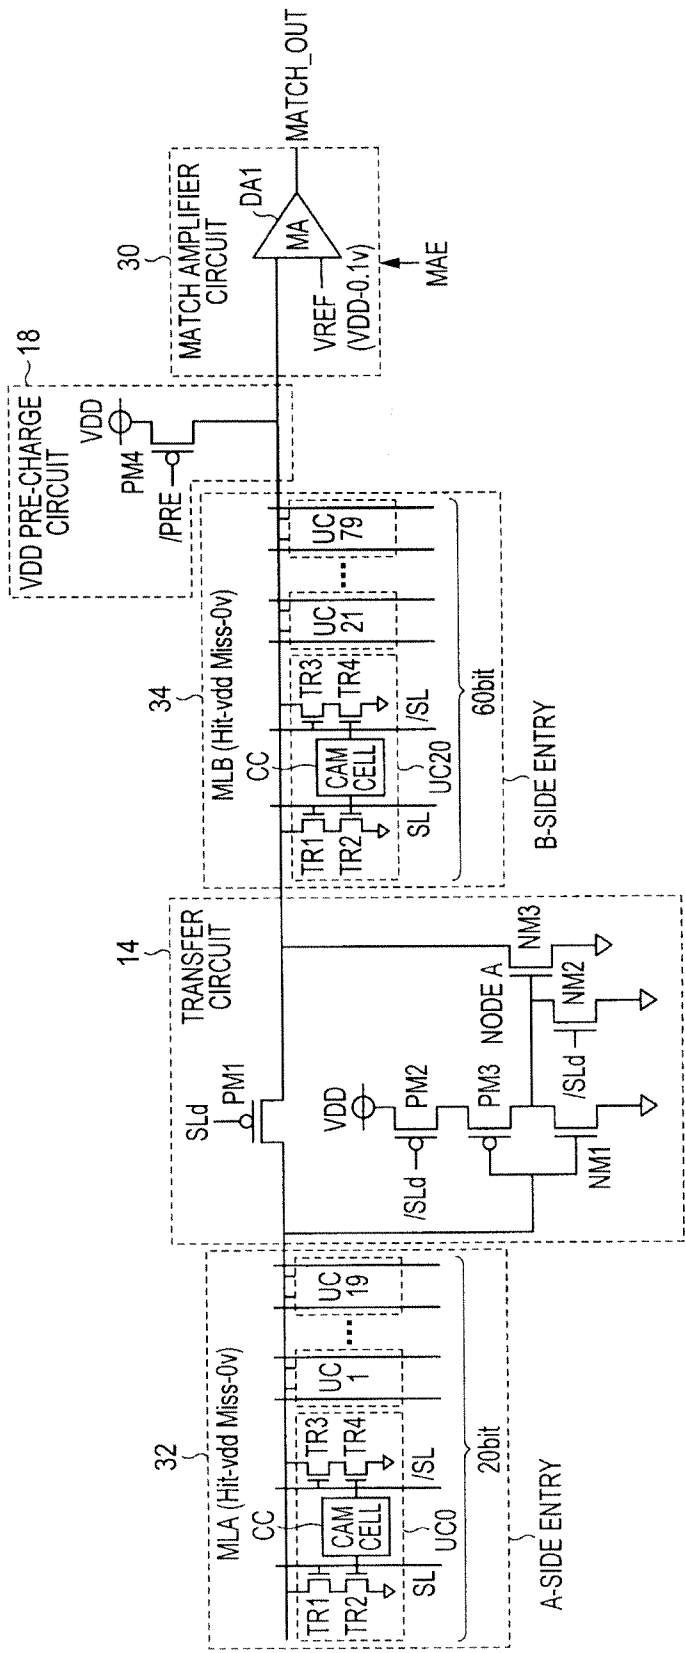 32
MLA (Hit-vdd Miss-0v)
CC
TR1
TR2
CAM
CELL
TR3
TR4
SL
/SL
UC0
UC
1
UC
19
20bit
A-SIDE ENTRY
14
TRANSFER
CIRCUIT
SLd
PM1
VDD
/SLd
PM2
PM3
NM1
NODE A
/SLd
NM2
NM3
34
MLB (Hit-vdd Miss-0v)
CC
TR1
TR2
CAM
CELL
TR3
TR4
SL
/SL
UC20
UC
21
UC
79
60bit
B-SIDE ENTRY
18
VDD PRE-CHARGE
CIRCUIT
VDD
PM4
/PRE
30
MATCH AMPLIFIER
CIRCUIT
DA1
MA
VREF
(VDD-0.1v)
MAE
MATCH_OUT